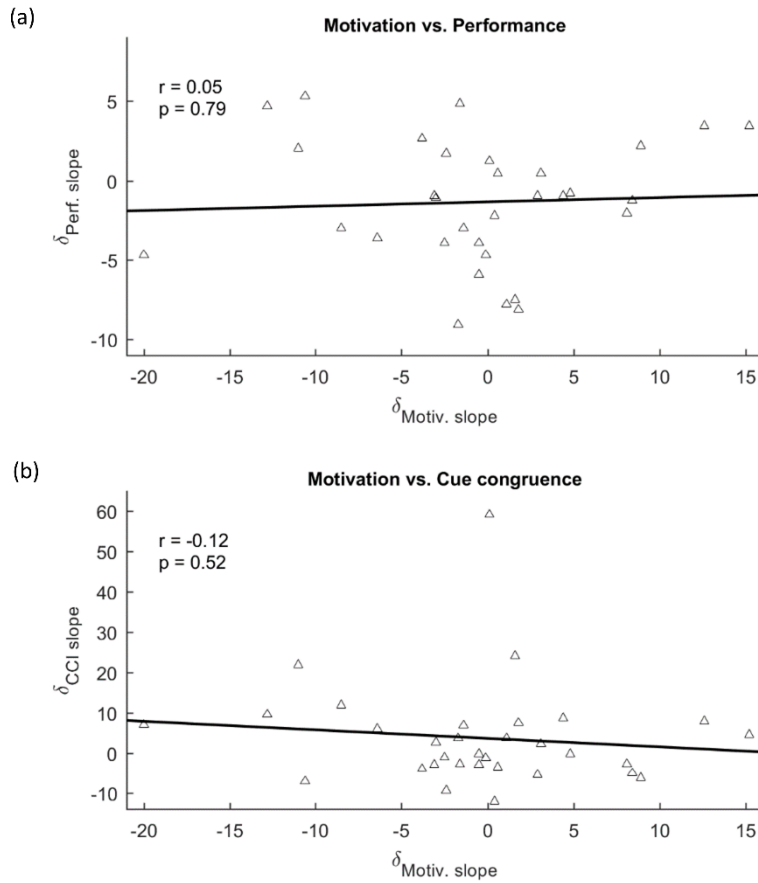 (a)
Motivation vs. Performance
r = 0.05
p = 0.79
5
0
-5
-10
δPerf. slope
-20 -15 -10 -5 0 5 10 15
δMotiv. slope
(b)
Motivation vs. Cue congruence
r = -0.12
p = 0.52
60
50
40
30
20
10
0
-10
δCCI slope
-20 -15 -10 -5 0 5 10 15
δMotiv. slope